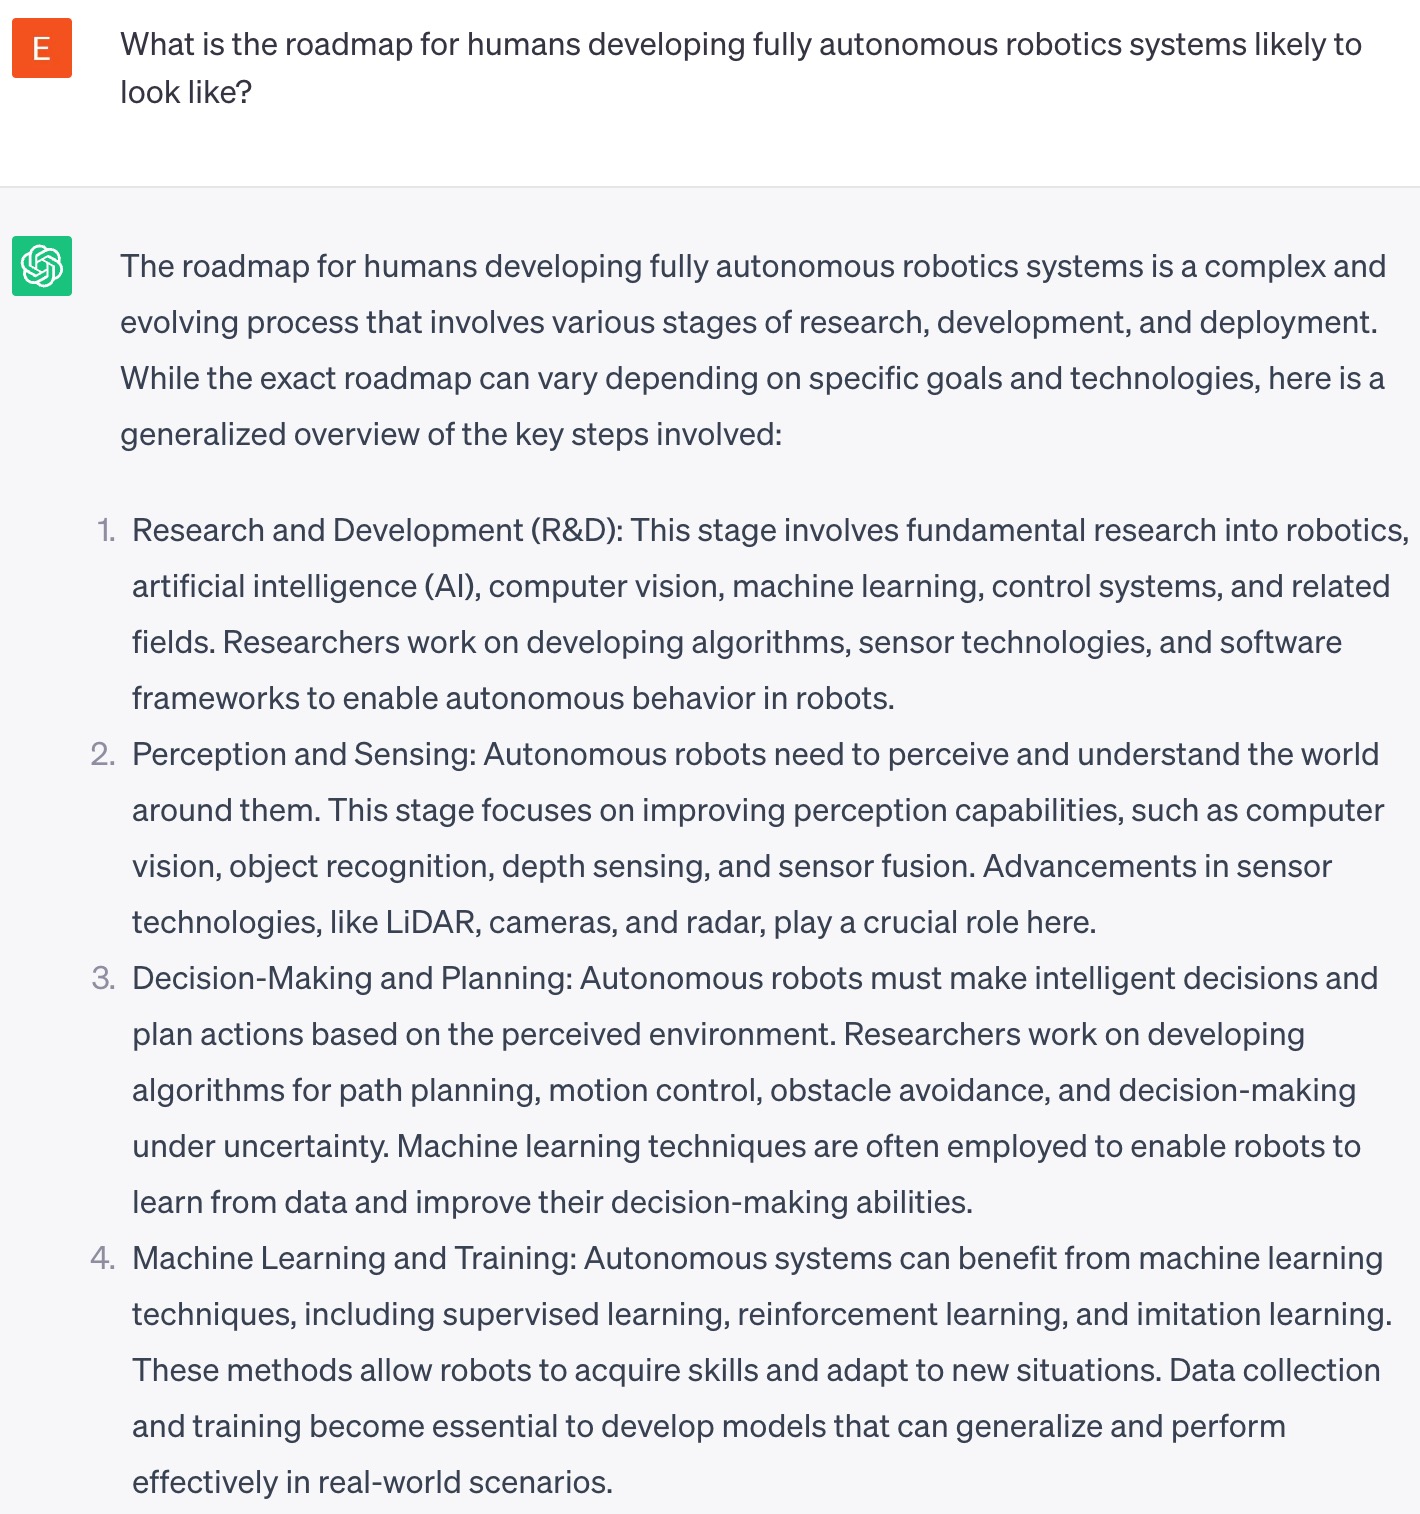 E
What is the roadmap for humans developing fully autonomous robotics systems likely to
look like?
The roadmap for humans developing fully autonomous robotics systems is a complex and
evolving process that involves various stages of research, development, and deployment.
While the exact roadmap can vary depending on specific goals and technologies, here is a
generalized overview of the key steps involved:
1. Research and Development (R&D): This stage involves fundamental research into robotics,
artificial intelligence (AI), computer vision, machine learning, control systems, and related
fields. Researchers work on developing algorithms, sensor technologies, and software
frameworks to enable autonomous behavior in robots.
2. Perception and Sensing: Autonomous robots need to perceive and understand the world
around them. This stage focuses on improving perception capabilities, such as computer
vision, object recognition, depth sensing, and sensor fusion. Advancements in sensor
technologies, like LiDAR, cameras, and radar, play a crucial role here.
3. Decision-Making and Planning: Autonomous robots must make intelligent decisions and
plan actions based on the perceived environment. Researchers work on developing
algorithms for path planning, motion control, obstacle avoidance, and decision-making
under uncertainty. Machine learning techniques are often employed to enable robots to
learn from data and improve their decision-making abilities.
4. Machine Learning and Training: Autonomous systems can benefit from machine learning
techniques, including supervised learning, reinforcement learning, and imitation learning.
These methods allow robots to acquire skills and adapt to new situations. Data collection
and training become essential to develop models that can generalize and perform
effectively in real-world scenarios.